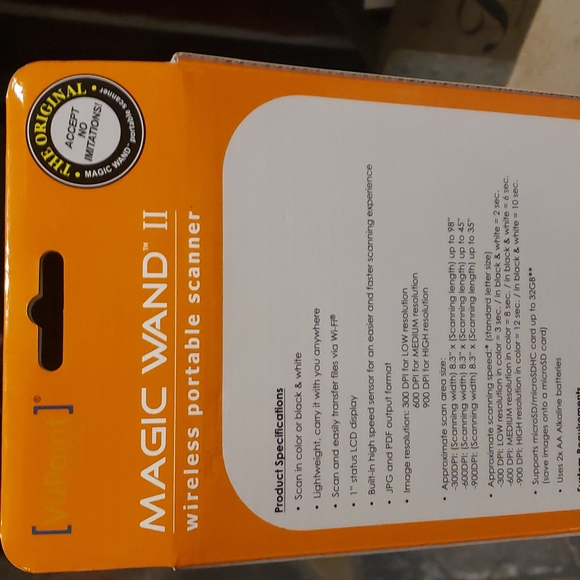 • THE ORIGINAL •
ACCEPT
NO
IMITATIONS!
MAGIC WAND™ portable scanner
MAGIC WAND™ II
wireless portable scanner
Product Specifications
• Scan in color or black & white
• Lightweight, carry it with you anywhere
• Scan and easily transfer files via Wi-Fi®
• 1" status LCD display
• Built-in high speed sensor for an easier and faster scanning experience
• JPG and PDF output format
• Image resolution: 300 DPI for LOW resolution
600 DPI for MEDIUM resolution
900 DPI for HIGH resolution
• Approximate scan area size:
-300DPI: (Scanning width) 8.3" x (Scanning length) up to 98"
-600DPI: (Scanning width) 8.3" x (Scanning length) up to 45"
-900DPI: (Scanning width) 8.3" x (Scanning length) up to 35"
• Approximate scanning speed:* (standard letter size)
-300 DPI: LOW resolution in color = 3 sec. / in black & white = 2 sec.
-600 DPI: MEDIUM resolution in color = 8 sec. / in black & white = 6 sec.
-900 DPI: HIGH resolution in color = 12 sec. / in black & white = 10 sec.
• Supports microSD/microSDHC card up to 32GB**
(save images onto a microSD card)
• Uses 2x AA Alkaline batteries